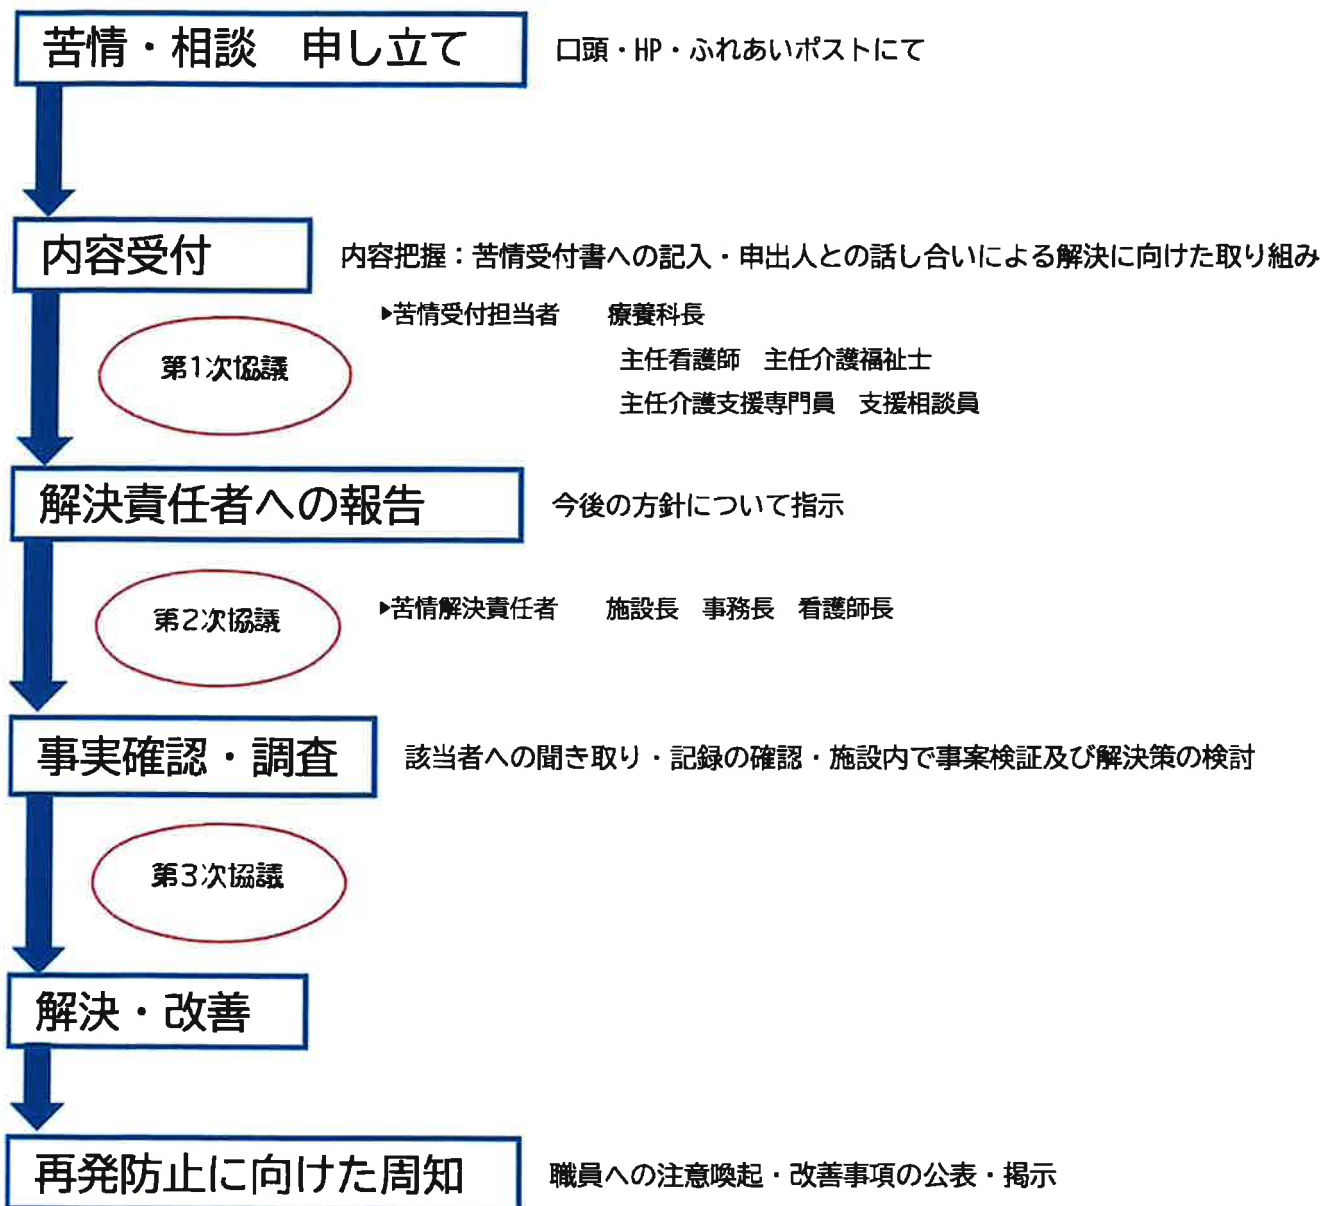 苦情・相談　申し立て
口頭・HP・ふれあいポストにて
内容受付
内容把握：苦情受付書への記入・申出人との話し合いによる解決に向けた取り組み
▶苦情受付担当者　　療養科長
主任看護師　主任介護福祉士
主任介護支援専門員　支援相談員
第1次協議
解決責任者への報告
今後の方針について指示
第2次協議
▶苦情解決責任者　　施設長　事務長　看護師長
事実確認・調査
該当者への聞き取り・記録の確認・施設内で事案検証及び解決策の検討
第3次協議
解決・改善
再発防止に向けた周知
職員への注意喚起・改善事項の公表・掲示